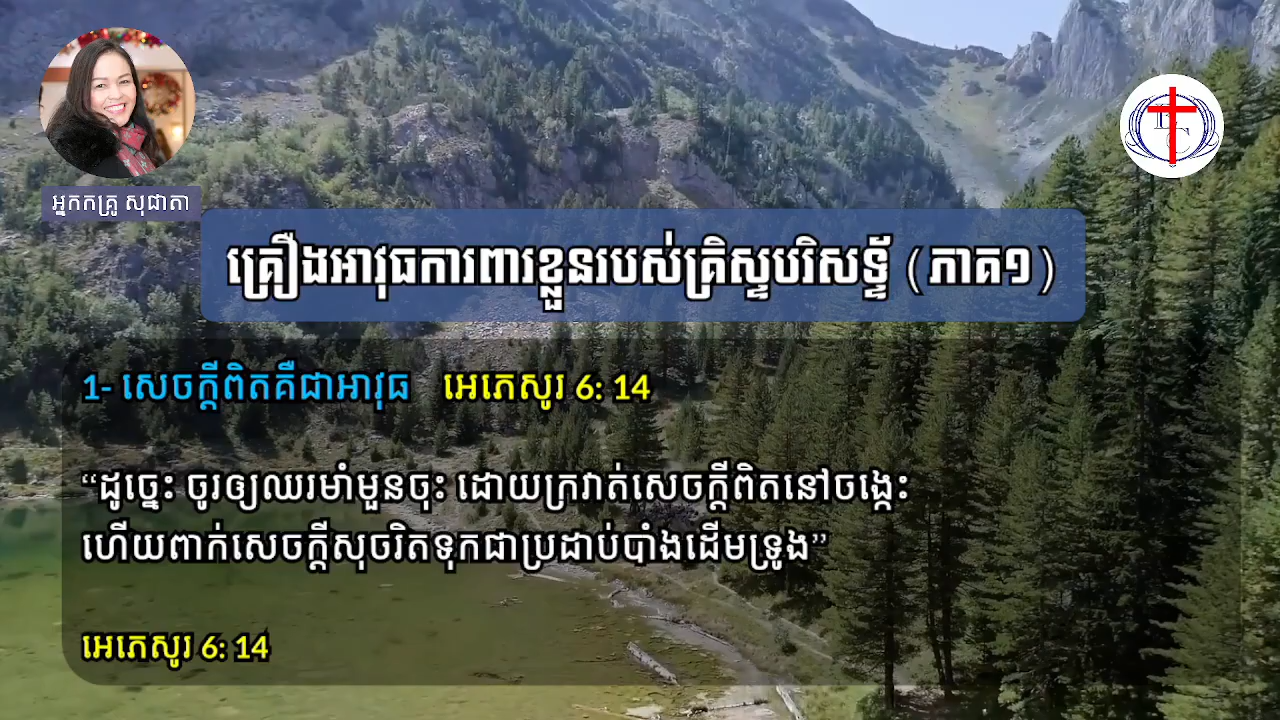 អ្នកកគ្រូ សុជាតា
គ្រឿងអាវុធការពារខ្លួនរបស់គ្រិស្ទបរិសទ្ទ័ (ភាគ១)
1- សេចក្ដីពិតគឺជាអាវុធ អេភេសូរ 6: 14
“ដូច្នេះ ចូរឲ្យឈរមាំមួនចុះ ដោយក្រវាត់សេចក្ដីពិតនៅចង្កេះ
ហើយពាក់សេចក្ដីសុចរិតទុកជាប្រដាប់បាំងដើមទ្រូង”
អេភេសូរ 6: 14